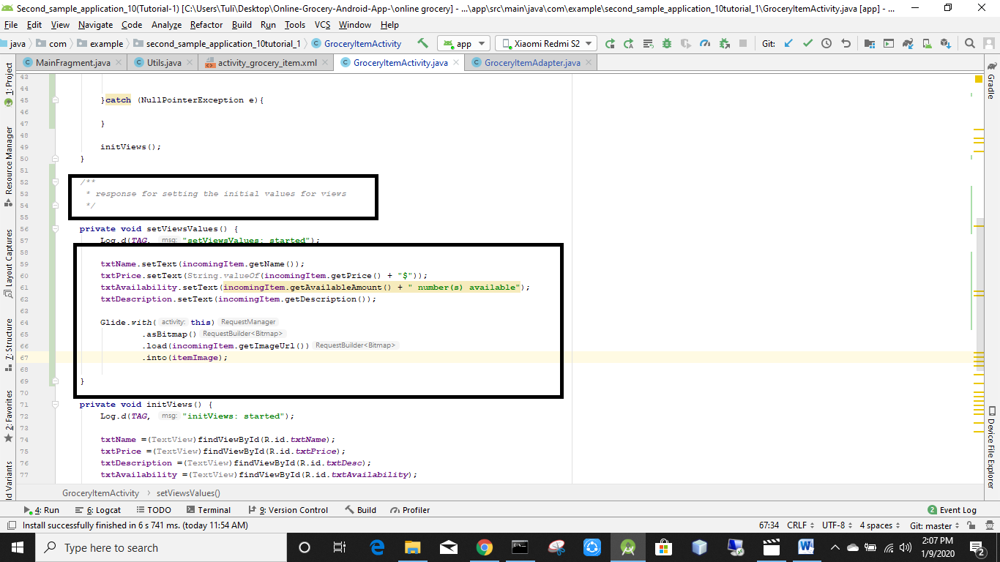 Second_sample_application_10(Tutorial-1) [C:\Users\Tuli\Desktop\Online-Grocery-Android-App-\online grocery] - ...\app\src\main\java\com\example\second_sample_application_10tutorial_1\GroceryItemActivity.java [app] - ...
File Edit View Navigate Code Analyze Refactor Build Run Tools VCS Window Help
java com example second_sample_application_10tutorial_1 GroceryItemActivity app Xiaomi Redmi S2 Git:
MainFragment.java Utils.java activity_grocery_item.xml GroceryItemActivity.java GroceryItemAdapter.java
1: Project
Resource Manager
Layout Captures
7: Structure
2: Favorites
ld Variants
43
44
45 }catch (NullPointerException e){
46
47 }
48
49 initViews();
50 }
51
52 /**
53 * response for setting the initial values for views
54 */
55
56 private void setViewsValues() {
57 Log.d(TAG, msg: "setViewsValues: started");
58
59 txtName.setText(incomingItem.getName());
60 txtPrice.setText(String.valueOf(incomingItem.getPrice() + "$"));
61 txtAvailability.setText(incomingItem.getAvailableAmount() + " number(s) available");
62 txtDescription.setText(incomingItem.getDescription());
63
64 Glide.with( activity: this) RequestManager
65 .asBitmap() RequestBuilder<Bitmap>
66 .load(incomingItem.getImageUrl()) RequestBuilder<Bitmap>
67 .into(itemImage);
68
69 }
70
71 private void initViews() {
72 Log.d(TAG, msg: "initViews: started");
73
74 txtName =(TextView)findViewById(R.id.txtName);
75 txtPrice =(TextView)findViewById(R.id.txtPrice);
76 txtDescription =(TextView)findViewById(R.id.txtDesc);
77 txtAvailability =(TextView)findViewById(R.id.txtAvailability);
Gradle
Device File Explorer
GroceryItemActivity › setViewsValues()
4: Run 6: Logcat TODO Terminal 9: Version Control Build Profiler 2 Event Log
Install successfully finished in 6 s 741 ms. (today 11:54 AM) 67:34 CRLF UTF-8 4 spaces Git: master
Type here to search
2:07 PM
1/9/2020
2